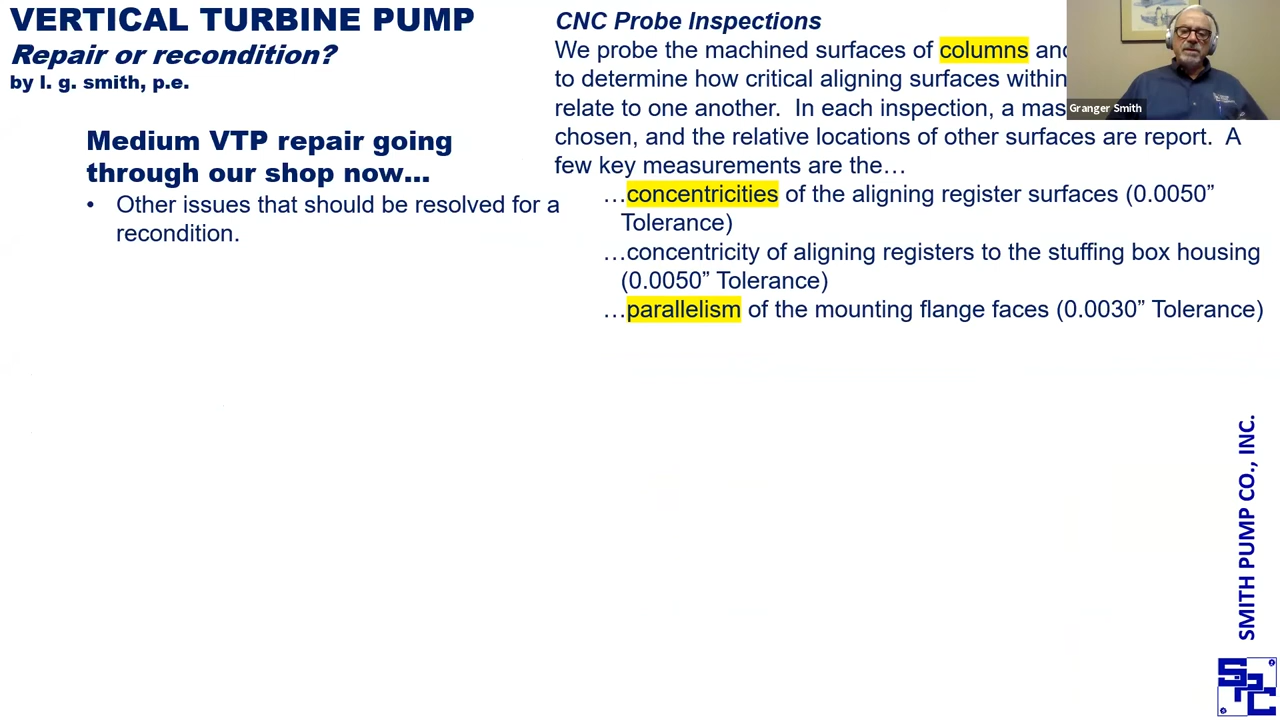 VERTICAL TURBINE PUMP
Repair or recondition?
by l. g. smith, p.e.
Medium VTP repair going
through our shop now…
• Other issues that should be resolved for a
recondition.
CNC Probe Inspections
We probe the machined surfaces of columns and
to determine how critical aligning surfaces within
relate to one another. In each inspection, a
chosen, and the relative locations of other surfaces are report. A
few key measurements are the…
…concentricities of the aligning register surfaces (0.0050”
Tolerance)
…concentricity of aligning registers to the stuffing box housing
(0.0050” Tolerance)
…parallelism of the mounting flange faces (0.0030” Tolerance)
Granger Smith
SMITH PUMP CO., INC.
SPC